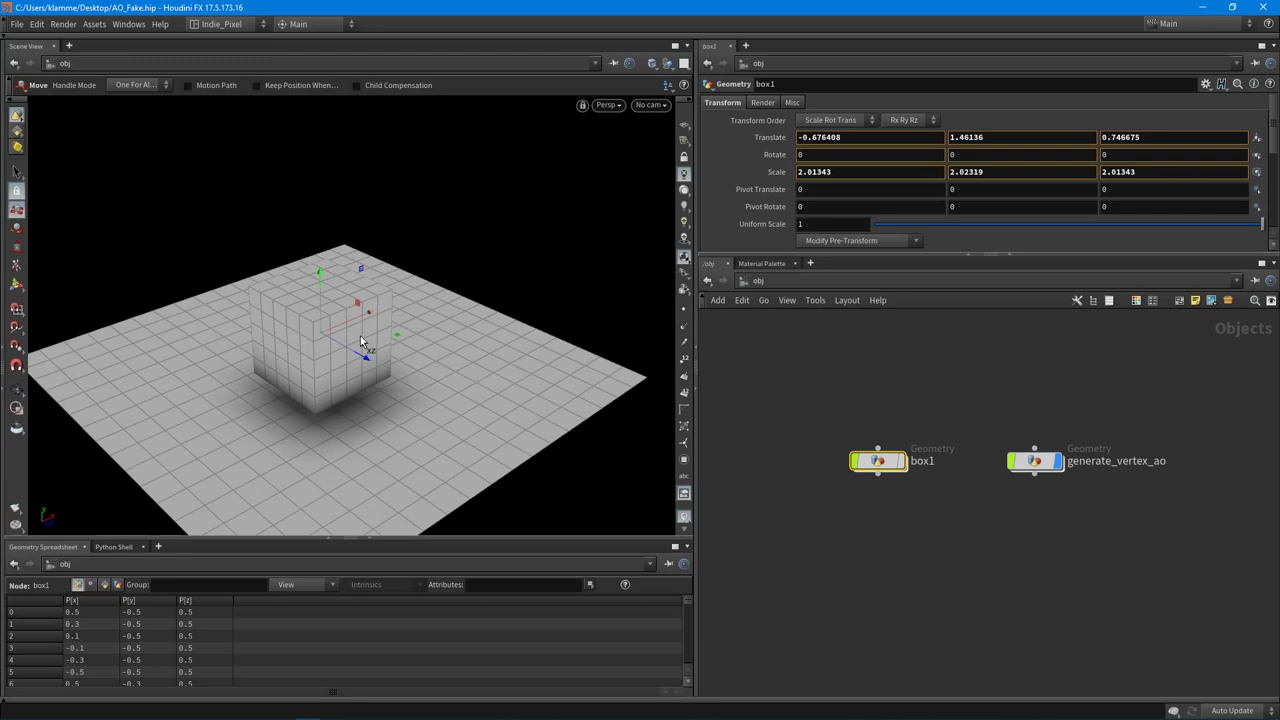 C:/Users/klamme/Desktop/AO_Fake.hip - Houdini FX 17.5.173.16
File Edit Render Assets Windows Help Indie_Pixel Main Main
Scene View
obj
Move Handle Mode One For Al... Motion Path Keep Position When... Child Compensation
Persp No cam
xz
y
Geometry Spreadsheet Python Shell
obj
Node: box1 Group: View Intrinsics Attributes:
P[x] P[y] P[z]
0 0.5 -0.5 0.5
1 0.3 -0.5 0.5
2 0.1 -0.5 0.5
3 -0.1 -0.5 0.5
4 -0.3 -0.5 0.5
5 -0.5 -0.5 0.5
6 0.5 -0.3 0.5
box1
obj
Geometry box1
Transform Render Misc
Transform Order Scale Rot Trans Rx Ry Rz
Translate -0.676408 1.46136 0.746675
Rotate 0 0 0
Scale 2.01343 2.02319 2.01343
Pivot Translate 0 0 0
Pivot Rotate 0 0 0
Uniform Scale 1
Modify Pre-Transform
/obj Material Palette
obj
Add Edit Go View Tools Layout Help
Objects
Geometry
box1
Geometry
generate_vertex_ao
Auto Update